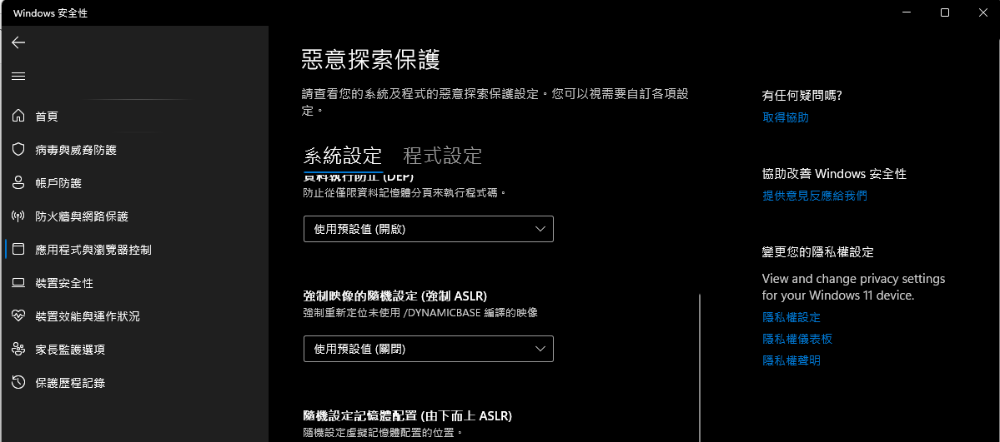 Windows 安全性
首頁
病毒與威脅防護
帳戶防護
防火牆與網路保護
應用程式與瀏覽器控制
裝置安全性
裝置效能與運作狀況
家長監護選項
保護歷程記錄
惡意探索保護
請查看您的系統及程式的惡意探索保護設定。您可以視需要自訂各項設
定。
系統設定
程式設定
資料執行防止 (DEP)
防止從僅限資料記憶體分頁來執行程式碼。
使用預設值 (開啟)
強制映像的隨機設定 (強制 ASLR)
強制重新定位未使用 /DYNAMICBASE 編譯的映像
使用預設值 (關閉)
隨機設定記憶體配置 (由下而上 ASLR)
隨機設定虛擬記憶體配置的位置。
有任何疑問嗎?
取得協助
協助改善 Windows 安全性
提供意見反應給我們
變更您的隱私權設定
View and change privacy settings
for your Windows 11 device.
隱私權設定
隱私權儀表板
隱私權聲明